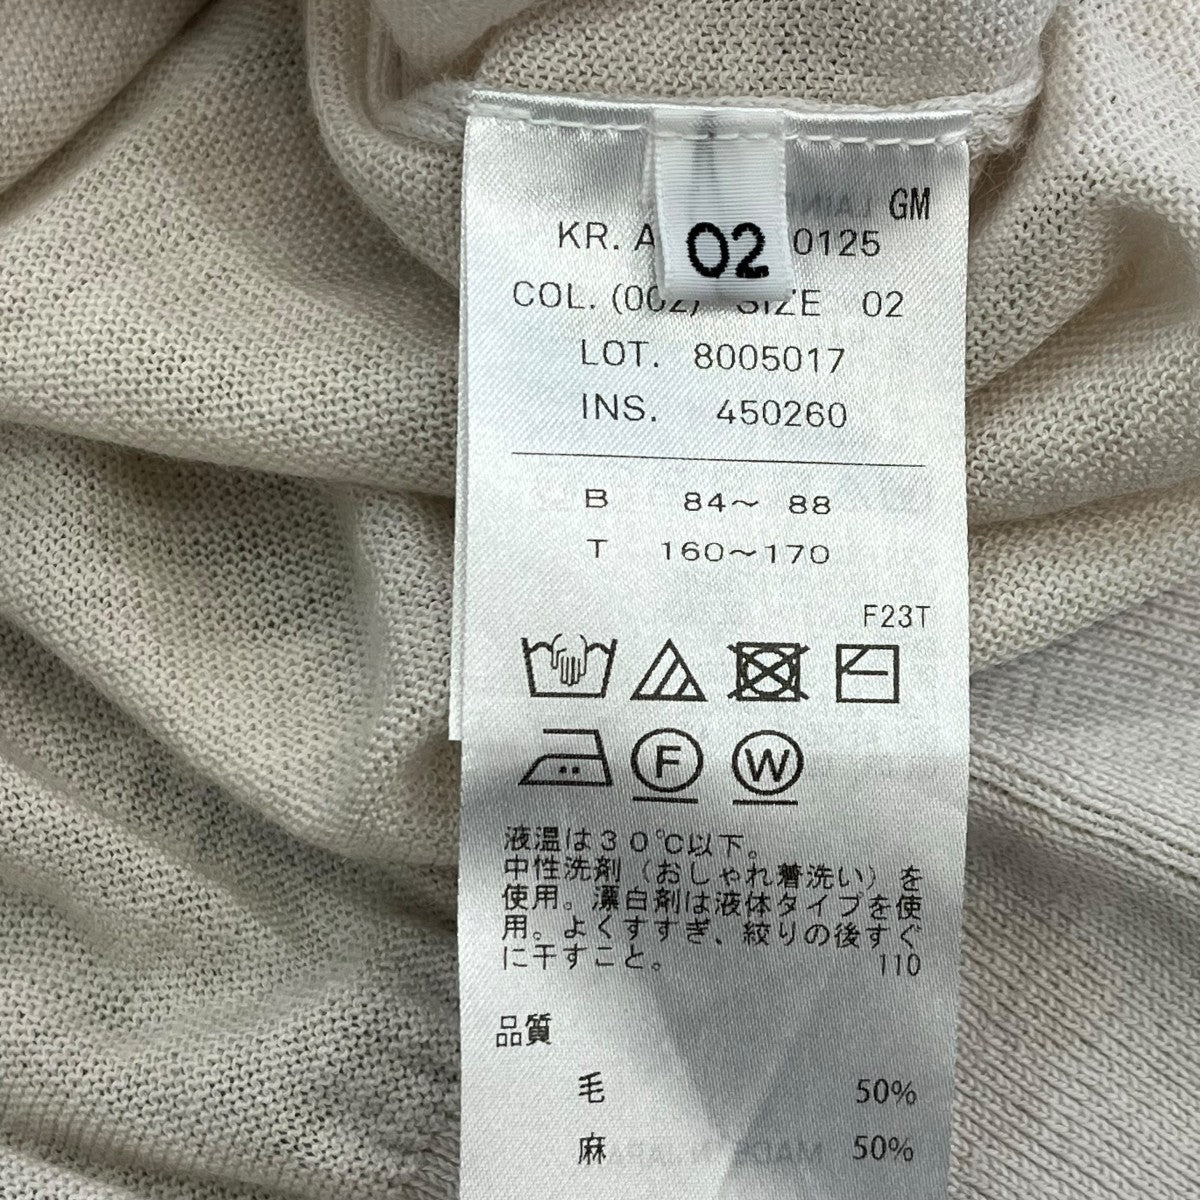 GM
KR. A 0125
02
COL. (002) SIZE 02
LOT. 8005017
INS. 450260
B 84～ 88
T 160～170
F23T
F
W
液温は３０℃以下。
中性洗剤（おしゃれ着洗い）を
使用。漂白剤は液体タイプを使
用。よくすすぎ、絞りの後すぐ
に干すこと。
110
品質
毛 50%
麻 50%